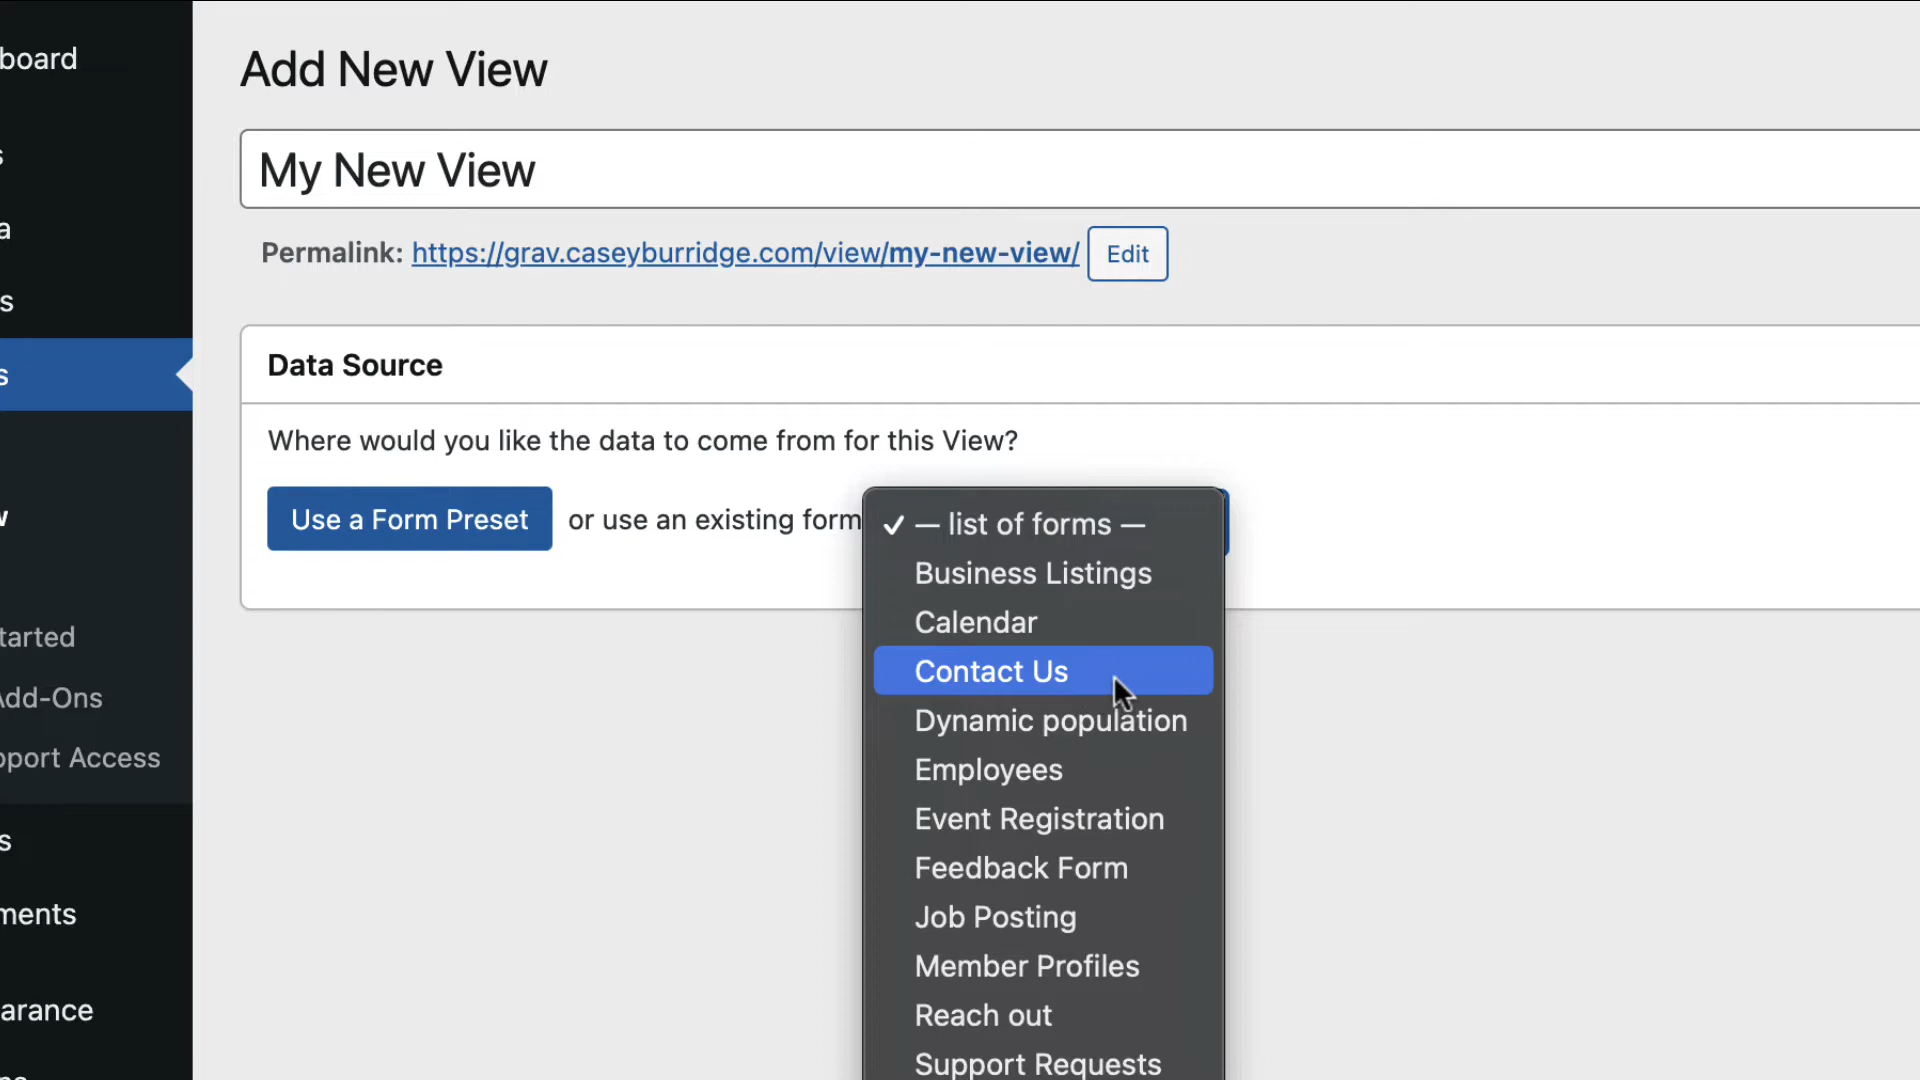 board
Add New View
s
My New View
a
Permalink: https://grav.caseyburridge.com/view/my-new-view/ Edit
s
Data Source
s
Where would you like the data to come from for this View?
Use a Form Preset or use an existing form
✓ — list of forms —
w
Business Listings
Calendar
tarted
Contact Us
Add-Ons
Dynamic population
pport Access
Employees
Event Registration
s
Feedback Form
ments
Job Posting
Member Profiles
arance
Reach out
Support Requests